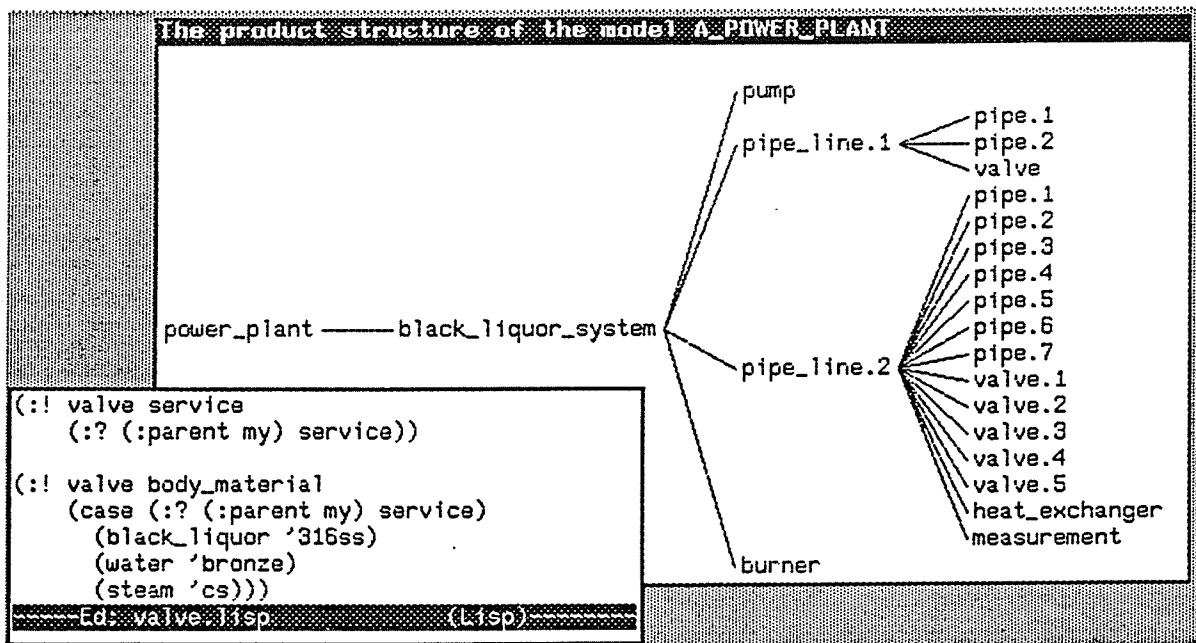 The product structure of the model A_POWER_PLANT
pump
pipe_line.1
pipe.1
pipe.2
valve
power_plant
black_liquor_system
pipe_line.2
pipe.1
pipe.2
pipe.3
pipe.4
pipe.5
pipe.6
pipe.7
valve.1
valve.2
valve.3
valve.4
valve.5
heat_exchanger
measurement
burner
(:! valve service
(:? (:parent my) service))
(:! valve body_material
(case (:? (:parent my) service)
(black_liquor '316ss)
(water 'bronze)
(steam 'cs)))
Ed: valve.lisp (Lisp)